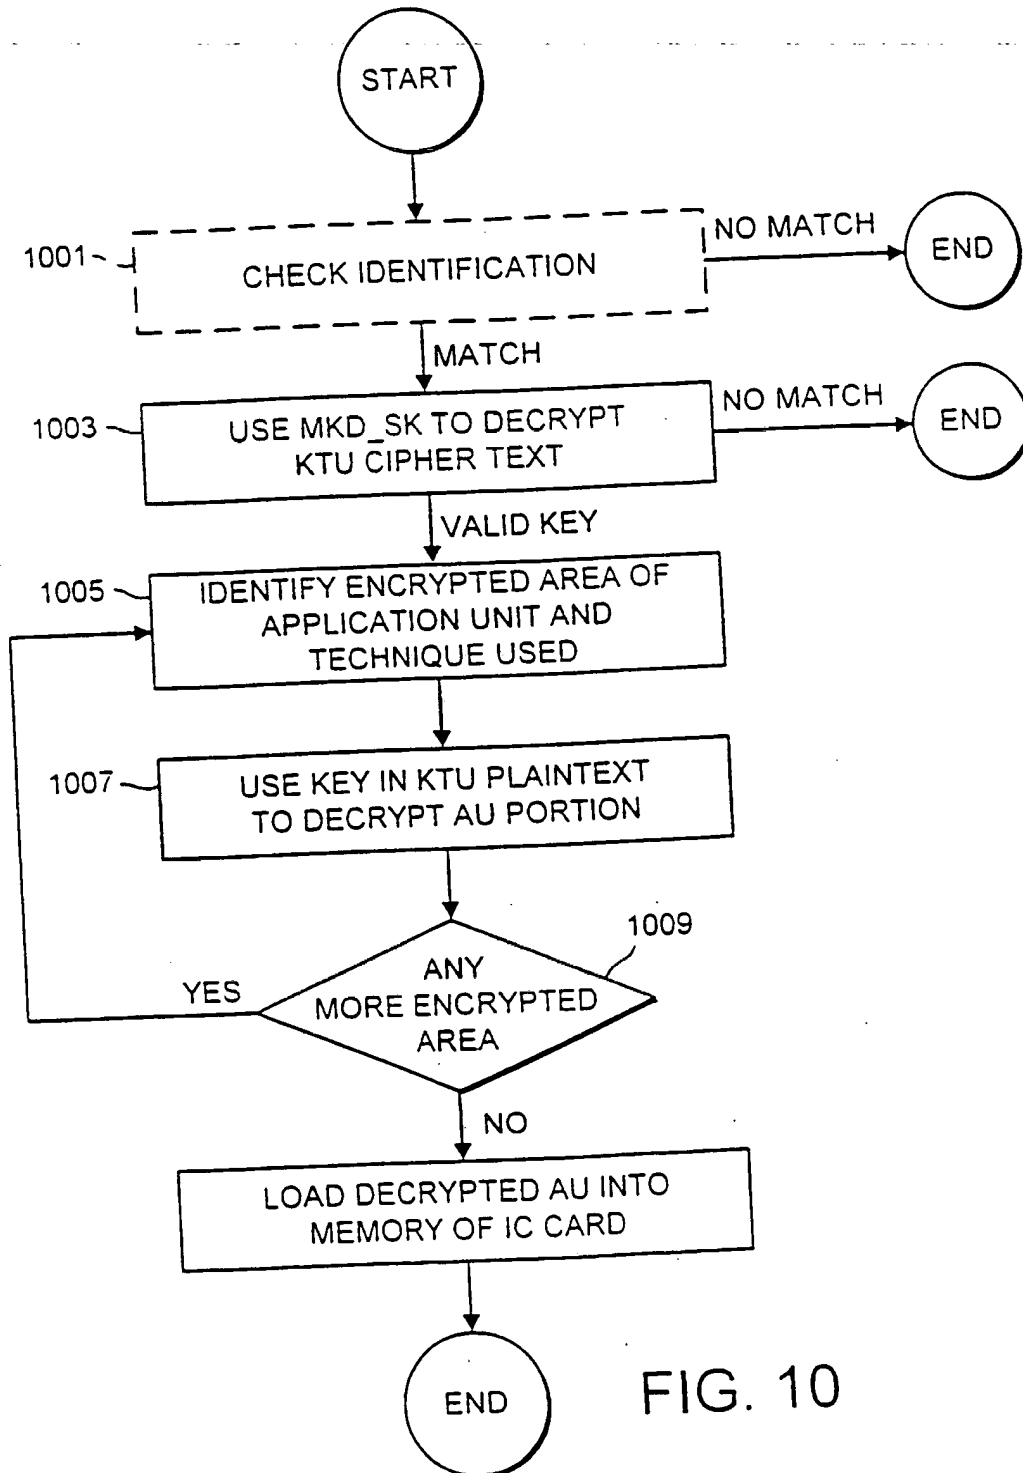 START
1001
CHECK IDENTIFICATION
NO MATCH
END
MATCH
1003
USE MKD_SK TO DECRYPT
KTU CIPHER TEXT
NO MATCH
END
VALID KEY
1005
IDENTIFY ENCRYPTED AREA OF
APPLICATION UNIT AND
TECHNIQUE USED
1007
USE KEY IN KTU PLAINTEXT
TO DECRYPT AU PORTION
1009
ANY
MORE ENCRYPTED
AREA
YES
NO
LOAD DECRYPTED AU INTO
MEMORY OF IC CARD
END
FIG. 10